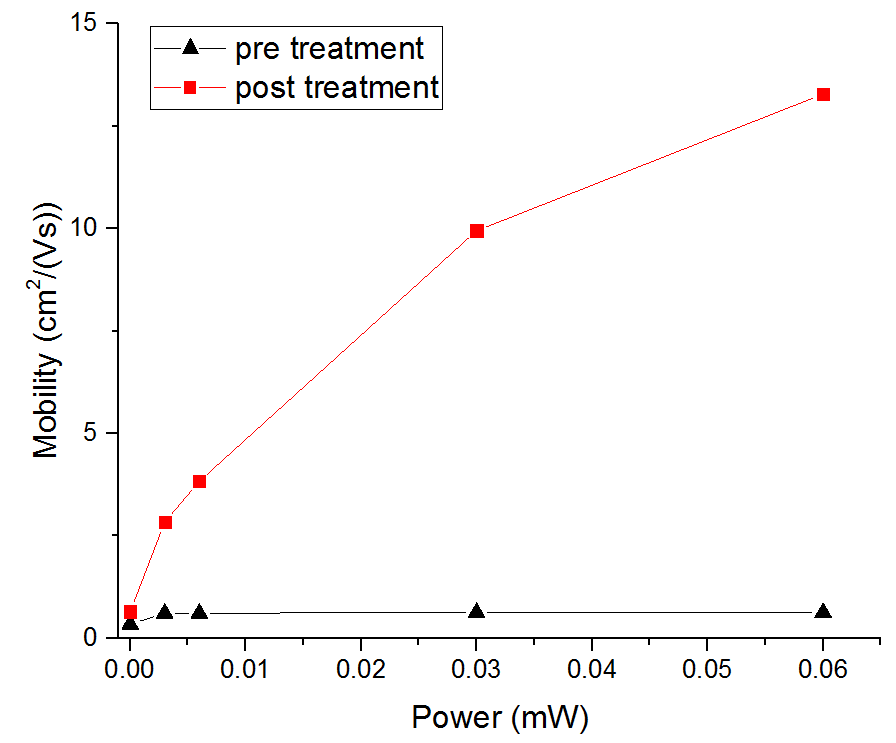 15
10
5
0
pre treatment
post treatment
Mobility (cm²/(Vs))
0.00 0.01 0.02 0.03 0.04 0.05 0.06
Power (mW)